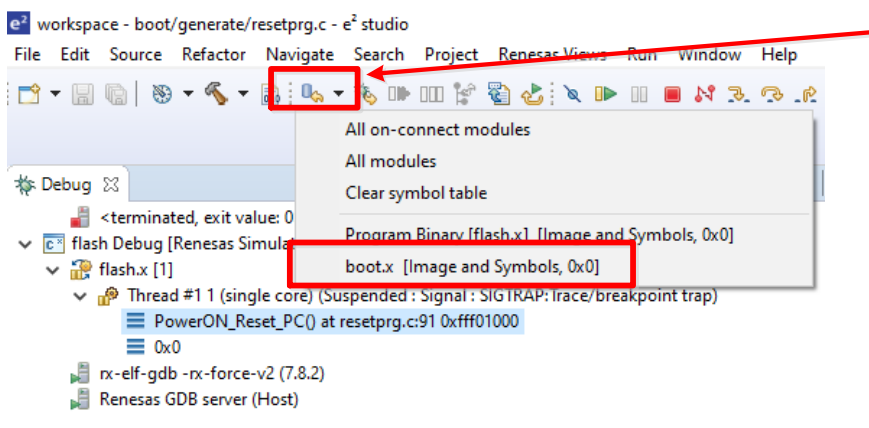 e² workspace - boot/generate/resetprg.c - e² studio
File Edit Source Refactor Navigate Search Project Renesas Views Run Window Help
All on-connect modules
All modules
Clear symbol table
Program Binary [flash.x] [Image and Symbols, 0x0]
boot.x [Image and Symbols, 0x0]
Debug
<terminated, exit value: 0
flash Debug [Renesas Simulat
flash.x [1]
Thread #1 1 (single core) (Suspended : Signal : SIGTRAP:Trace/breakpoint trap)
PowerON_Reset_PC() at resetprg.c:91 0xfff01000
0x0
rx-elf-gdb -rx-force-v2 (7.8.2)
Renesas GDB server (Host)